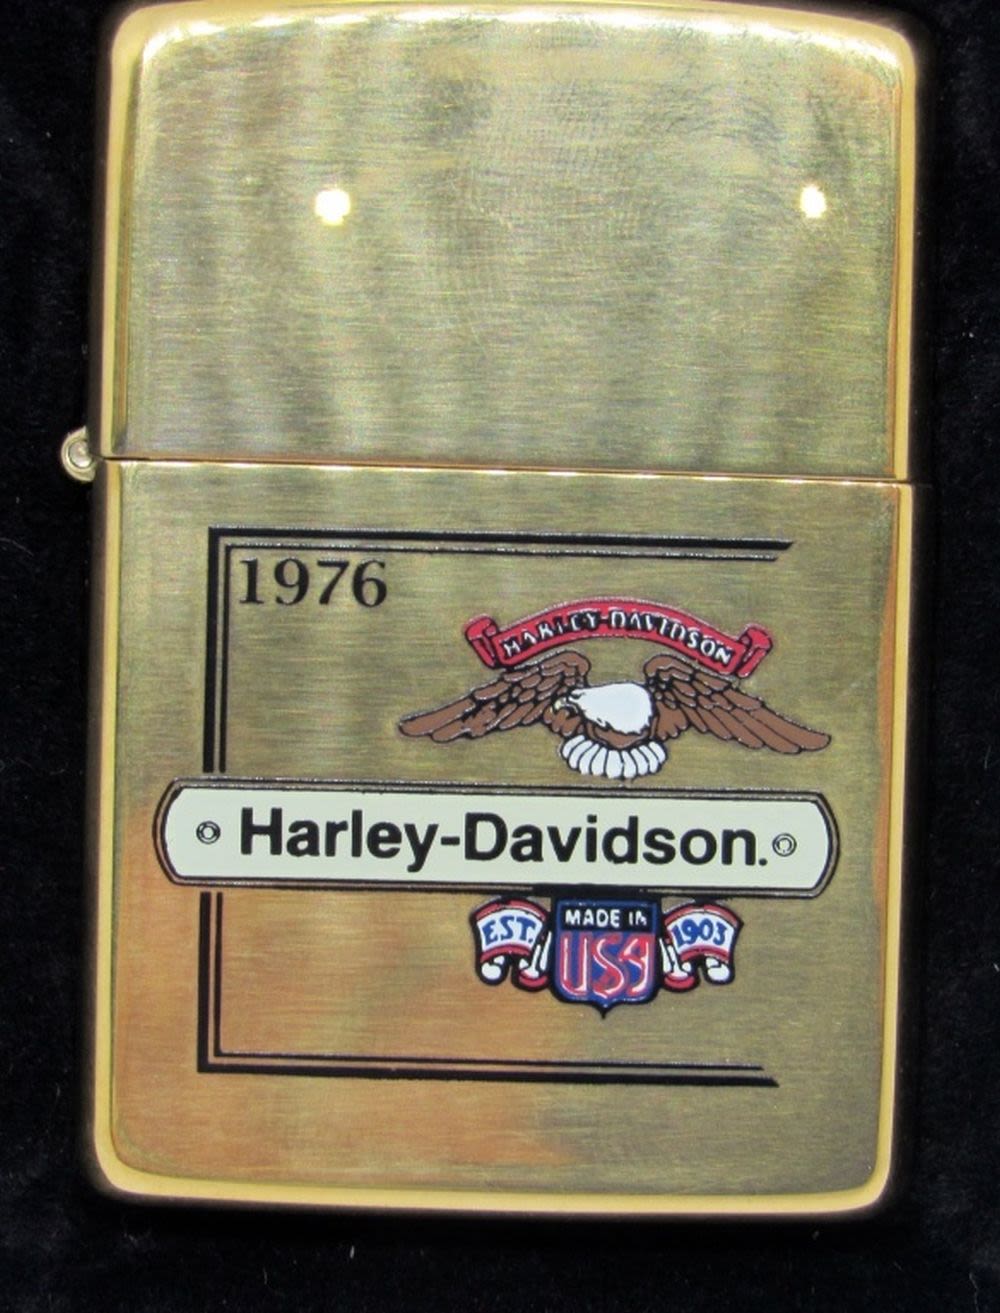 1976
HARLEY-DAVIDSON
Harley-Davidson.
EST. MADE IN USA 1903